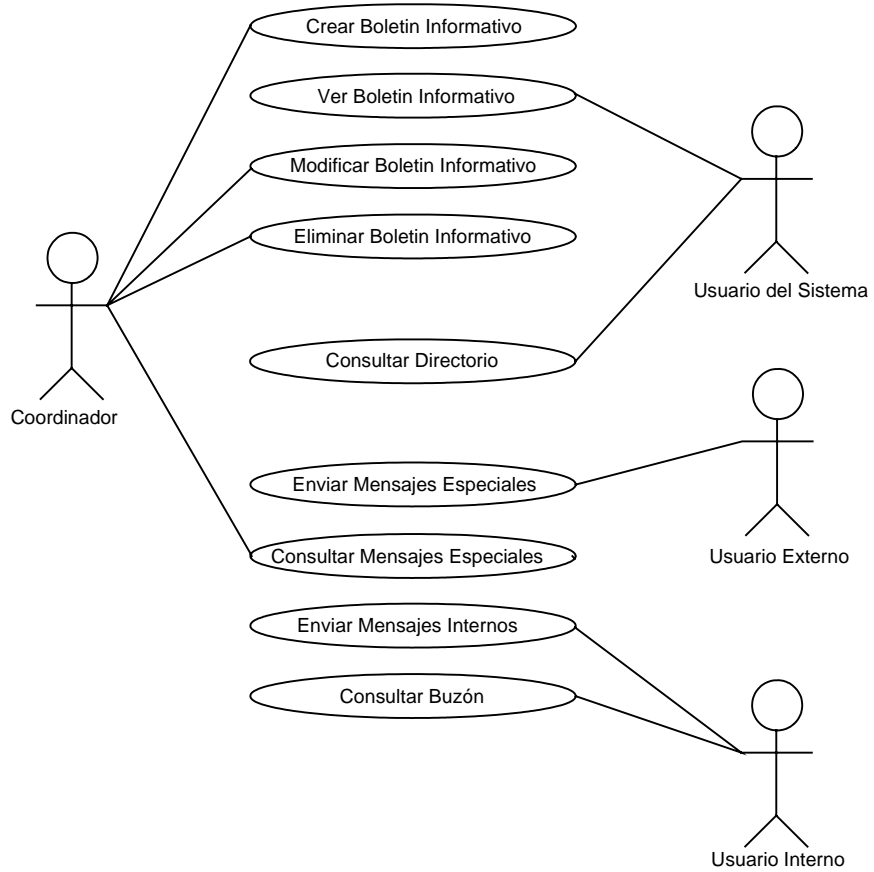 Crear Boletin Informativo
Ver Boletin Informativo
Modificar Boletin Informativo
Eliminar Boletin Informativo
Usuario del Sistema
Consultar Directorio
Coordinador
Enviar Mensajes Especiales
Consultar Mensajes Especiales
Usuario Externo
Enviar Mensajes Internos
Consultar Buzón
Usuario Interno